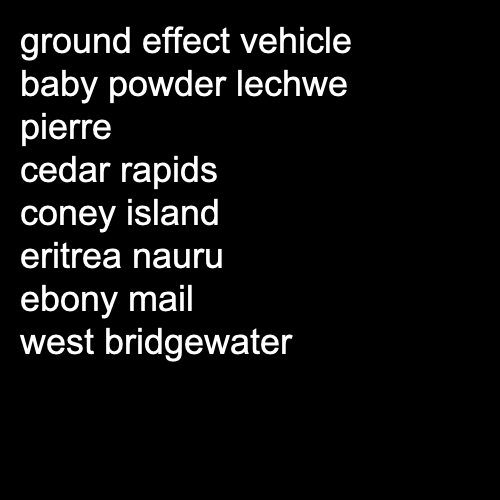 ground effect vehicle
baby powder lechwe
pierre
cedar rapids
coney island
eritrea nauru
ebony mail
west bridgewater